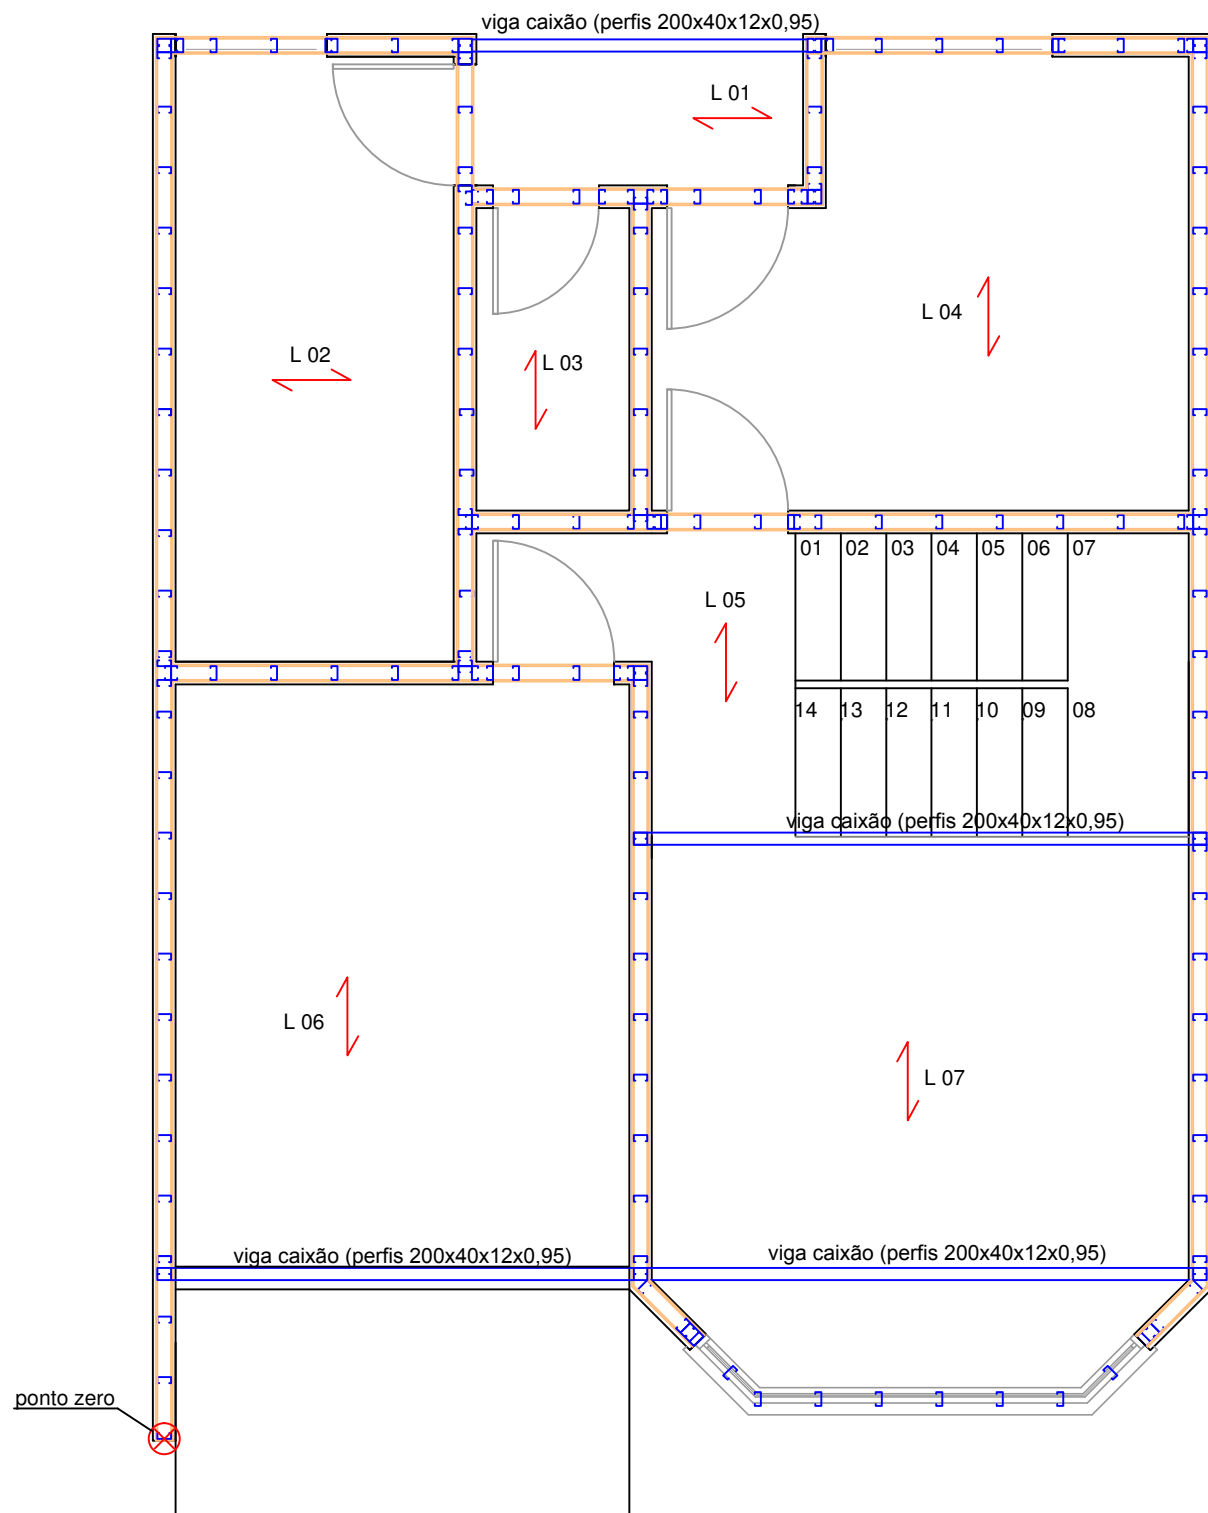 viga caixão (perfis 200x40x12x0,95)
L 01
L 04
L 02
L 03
01 02 03 04 05 06 07
L 05
14 13 12 11 10 09 08
viga caixão (perfis 200x40x12x0,95)
L 06
L 07
viga caixão (perfis 200x40x12x0,95)
viga caixão (perfis 200x40x12x0,95)
ponto zero